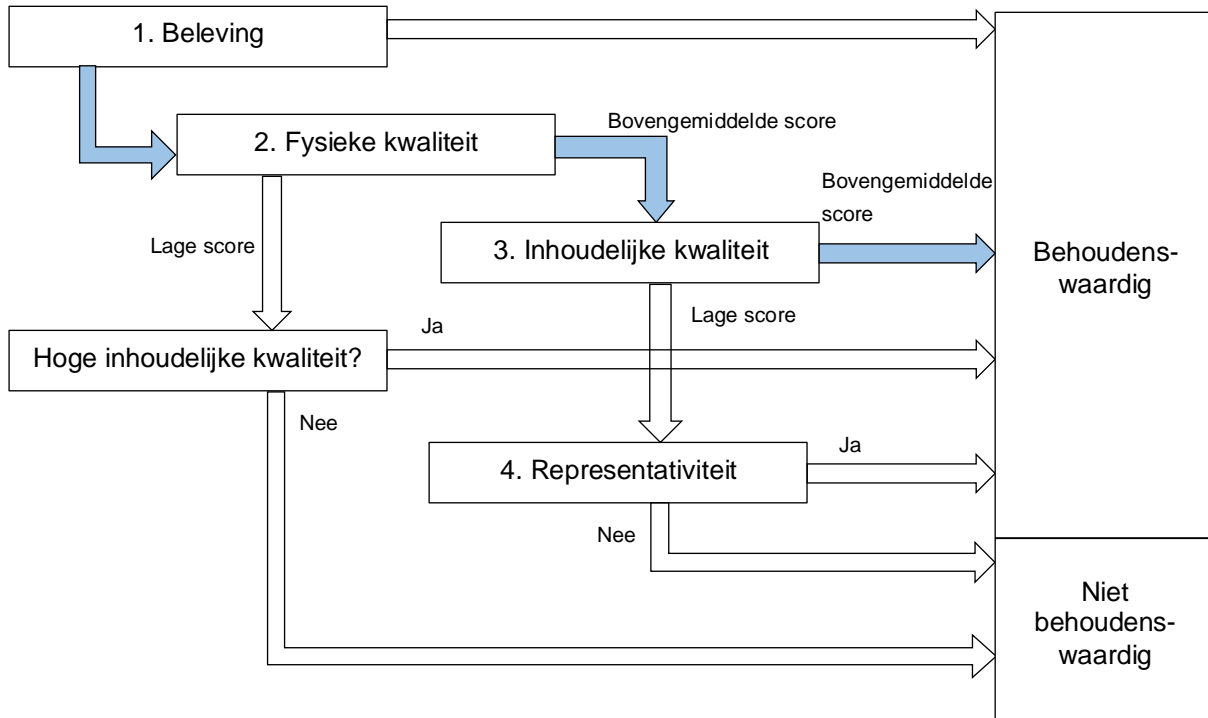 1. Beleving
2. Fysieke kwaliteit
Bovengemiddelde score
Bovengemiddelde
score
Lage score
3. Inhoudelijke kwaliteit
Behoudens-
waardig
Lage score
Hoge inhoudelijke kwaliteit?
Ja
Nee
4. Representativiteit
Ja
Nee
Niet
behoudens-
waardig